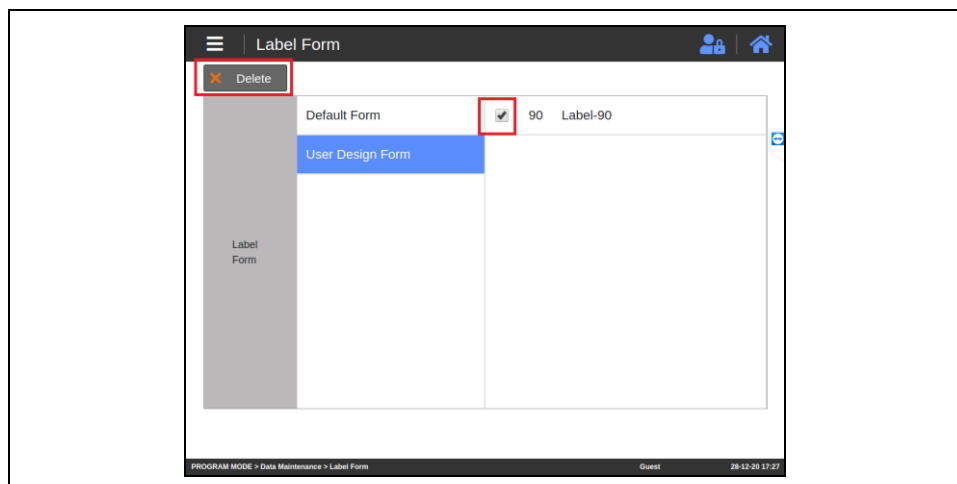 Label Form
Delete
Default Form
90 Label-90
User Design Form
Label
Form
PROGRAM MODE > Data Maintenance > Label Form
Guest
28-12-20 17:27